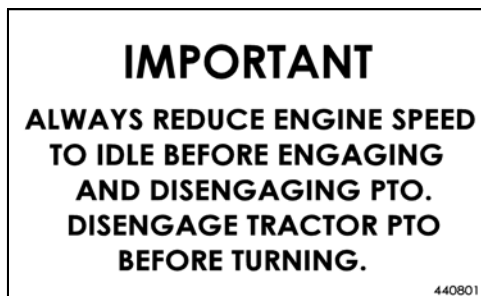 IMPORTANT
ALWAYS REDUCE ENGINE SPEED
TO IDLE BEFORE ENGAGING
AND DISENGAGING PTO.
DISENGAGE TRACTOR PTO
BEFORE TURNING.
440801